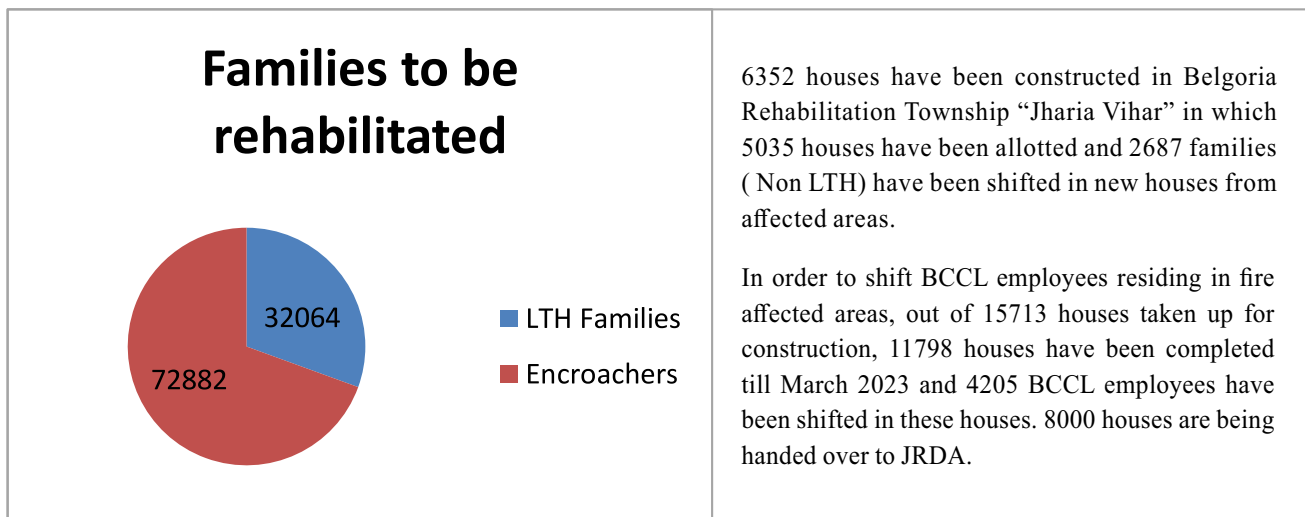 Families to be
rehabilitated
32064
72882
LTH Families
Encroachers
6352 houses have been constructed in Belgoria
Rehabilitation Township “Jharia Vihar” in which
5035 houses have been allotted and 2687 families
( Non LTH) have been shifted in new houses from
affected areas.
In order to shift BCCL employees residing in fire
affected areas, out of 15713 houses taken up for
construction, 11798 houses have been completed
till March 2023 and 4205 BCCL employees have
been shifted in these houses. 8000 houses are being
handed over to JRDA.